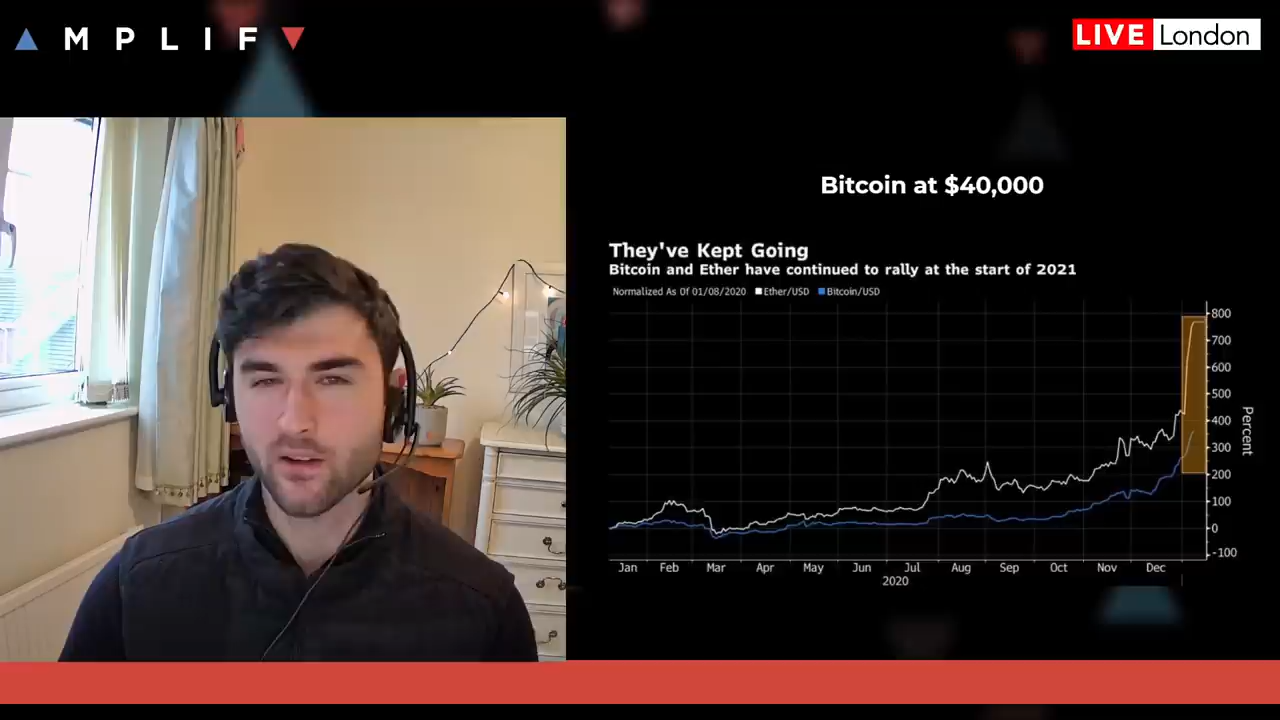 MPLIF
LIVE London
Bitcoin at $40,000
They've Kept Going
Bitcoin and Ether have continued to rally at the start of 2021
Normalized As Of 01/08/2020 Ether/USD Bitcoin/USD
800
700
600
500
400
300
200
100
0
-100
Percent
Jan Feb Mar Apr May Jun Jul Aug Sep Oct Nov Dec
2020